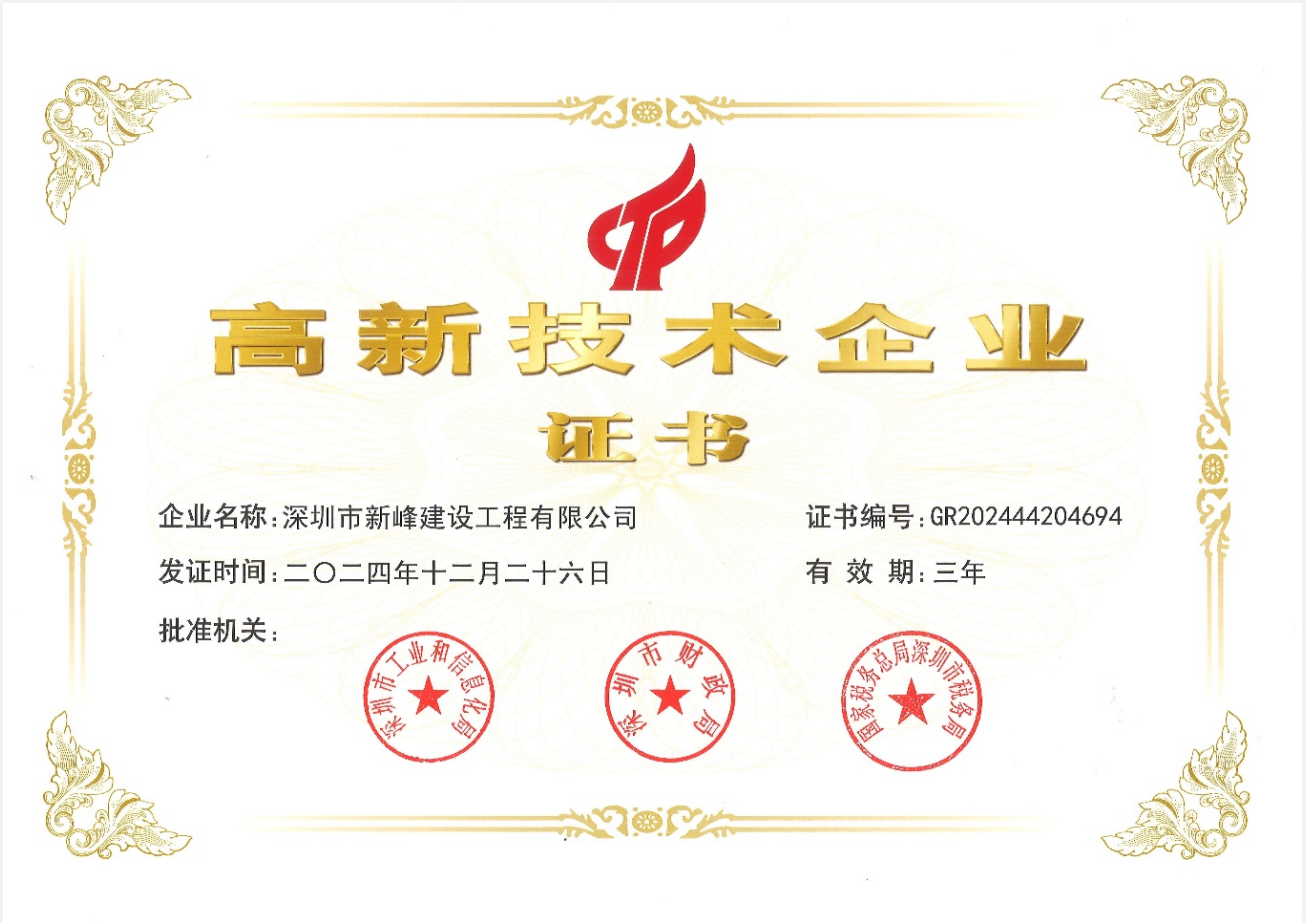 高新技术企业
证书
企业名称:深圳市新峰建设工程有限公司
证书编号:GR202444204694
发证时间:二〇二四年十二月二十六日
有效期:三年
批准机关:
深圳市工业和信息化局
深圳市财政局
国家税务总局深圳市税务局